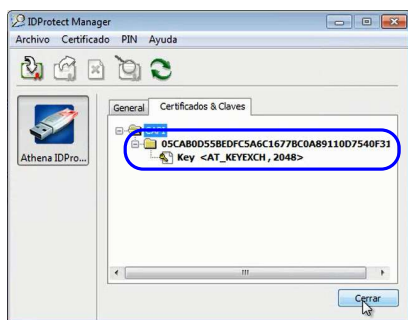 IDProtect Manager
Archivo Certificado PIN Ayuda
General Certificados & Claves
05CAB0D55BEDFC5A6C1677BC0A89110D7540F31
Key <AT_KEYEXCH, 2048>
Athena IDPro...
Cerrar